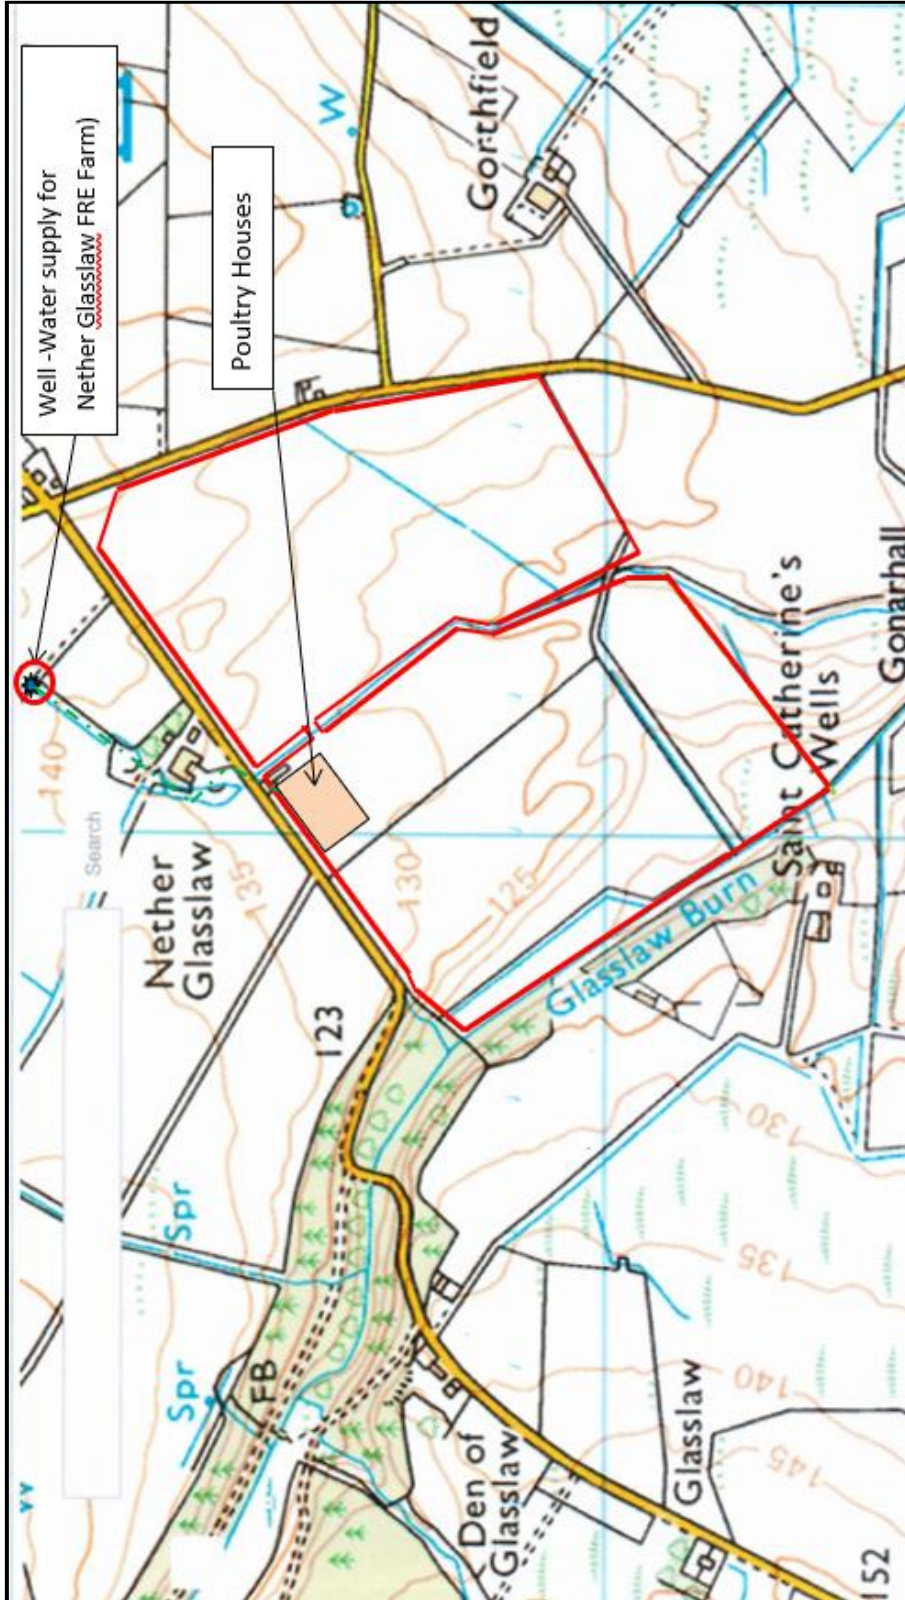 Well -Water supply for
Nether Glasslaw FRE Farm)
Poultry Houses
W
Gonthfield
140
Search
Nether
Glasslaw
135
130
125
123
Glasslaw Burn
Saint Catherine's
Wells
Gonarhall
130
135
140
145
Spr
Spr
FB
Den of
Glasslaw
Glasslaw
152